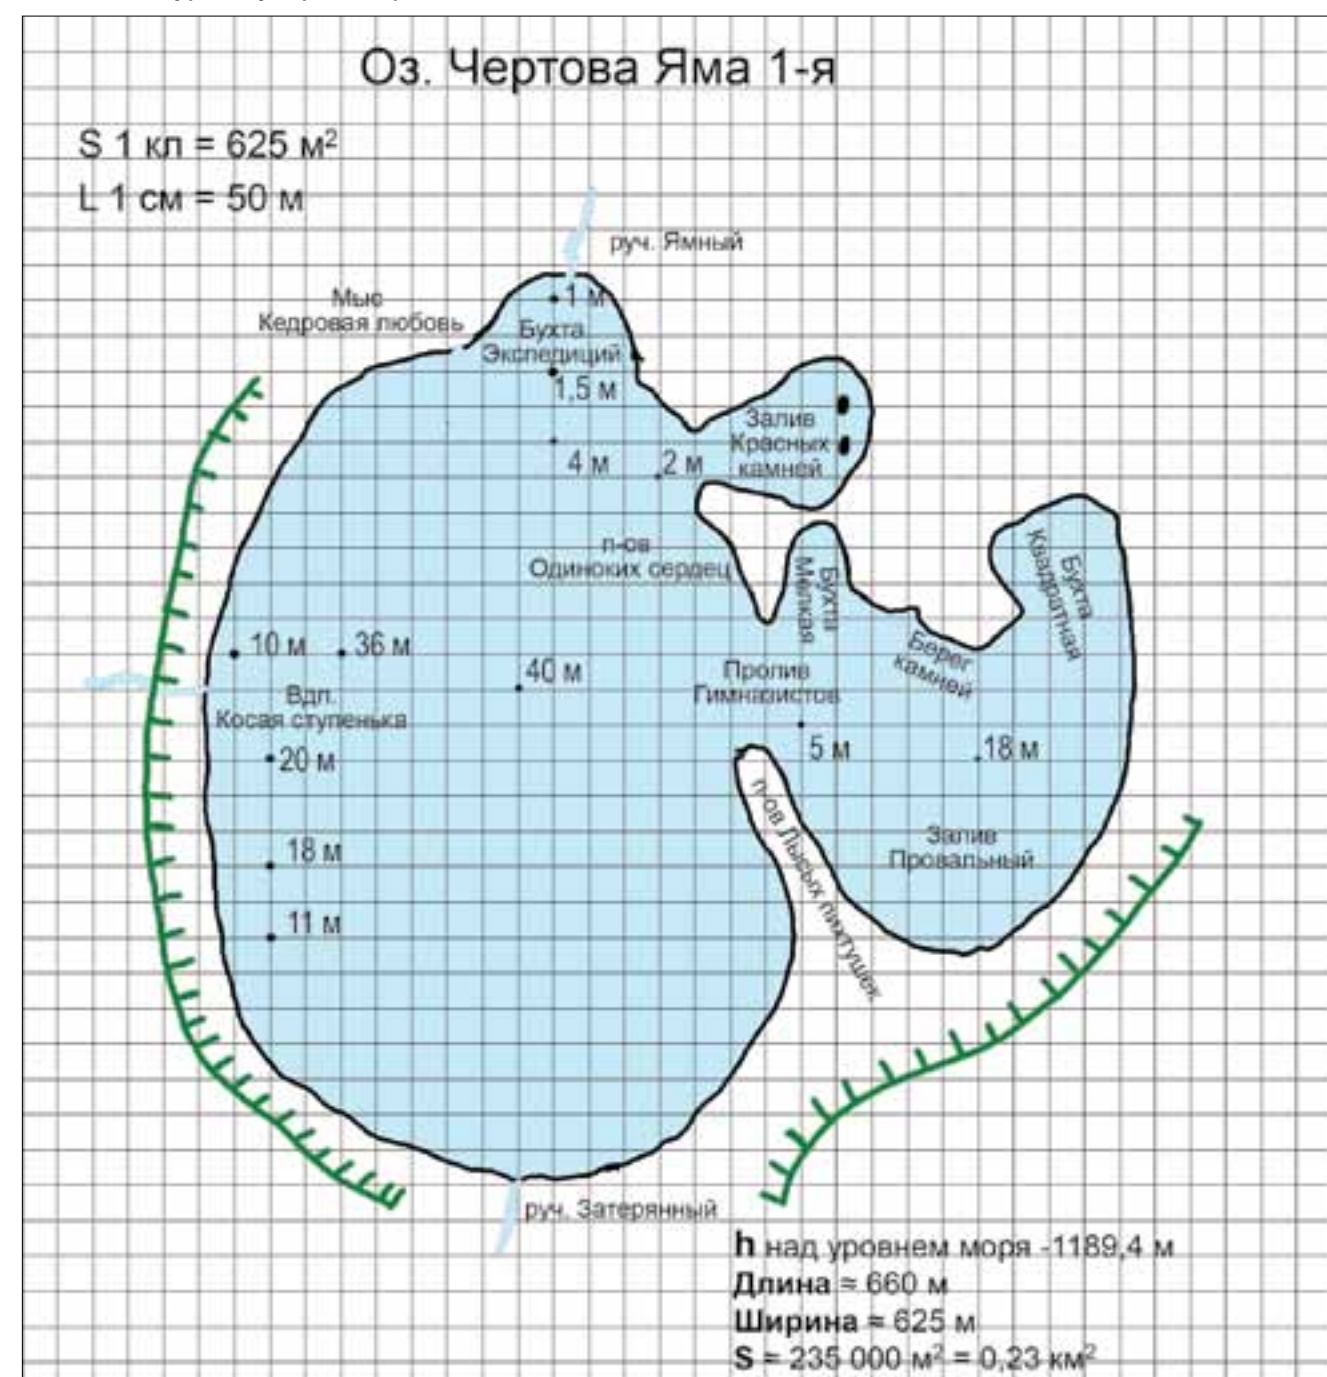 Оз. Чертова Яма 1-я
S 1 кл = 625 м²
L 1 см = 50 м
руч. Ямный
Мыс
Кедровая любовь
1 м
Бухта
Экспедиций
1,5 м
Залив
Красных
камней
4 м
2 м
п-ов
Одиноких сердец
Бухта
Мелкая
Бухта
Квадратная
Берег
камней
10 м
36 м
40 м
Пролив
Гимназистов
Вдп.
Косая ступенька
20 м
5 м
18 м
п-ов Лысых пихтушек
Залив
Провальный
18 м
11 м
руч. Затерянный
h над уровнем моря -1189,4 м
Длина ≈ 660 м
Ширина ≈ 625 м
S = 235 000 м² = 0,23 км²